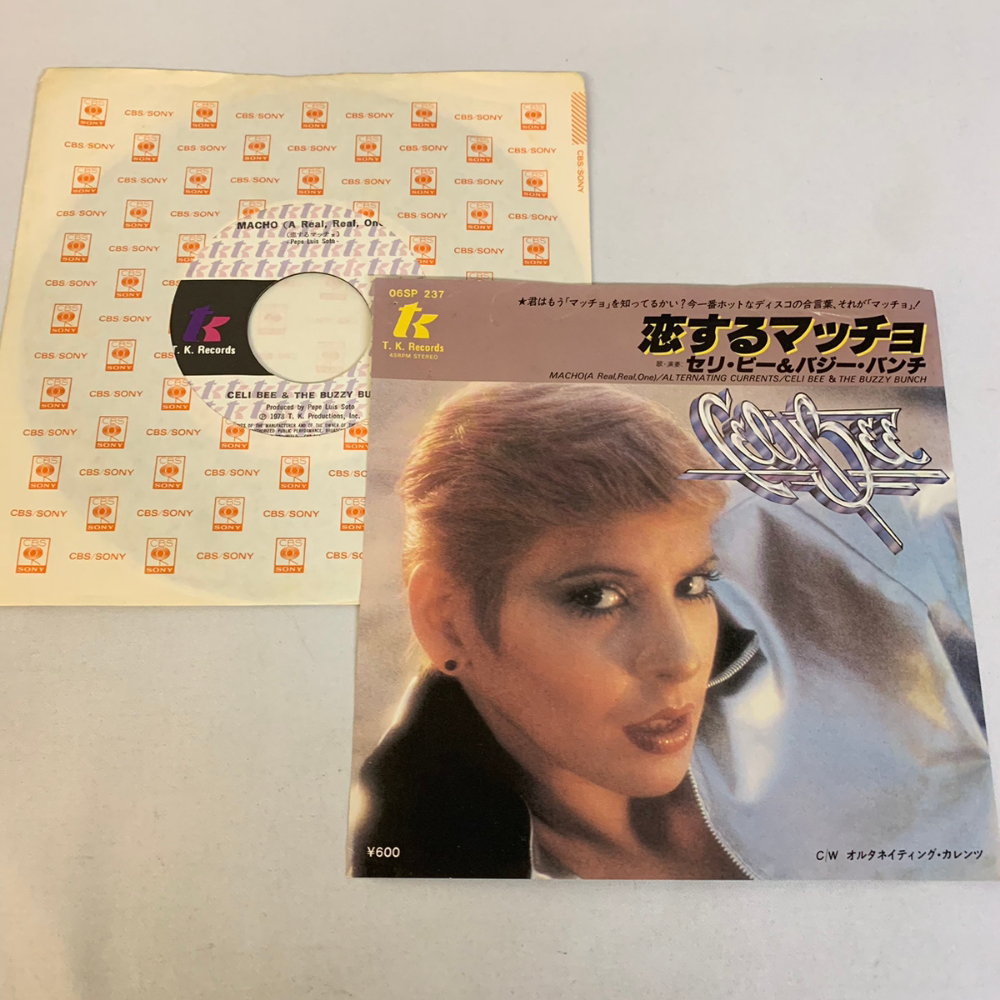 CBS/SONY
MACHO (A Real, Real, On
(恋するマッチョ)
-Pepe Luis Soto-
tk
T. K. Records
CELI BEE & THE BUZZY BU
Produced by Pepe Luis Soto
℗ 1978 T. K. Productions, Inc.
06SP 237
tk
T. K. Records
45RPM STEREO
★君はもう「マッチョ」を知ってるかい?今一番ホットなディスコの合言葉、それが「マッチョ」!
恋するマッチョ
歌・演奏:セリ・ビー&バジー・バンチ
MACHO(A Real,Real,One)/ALTERNATING CURRENTS/CELI BEE & THE BUZZY BUNCH
Celi Bee
¥600
C/W オルタネイティング・カレンツ